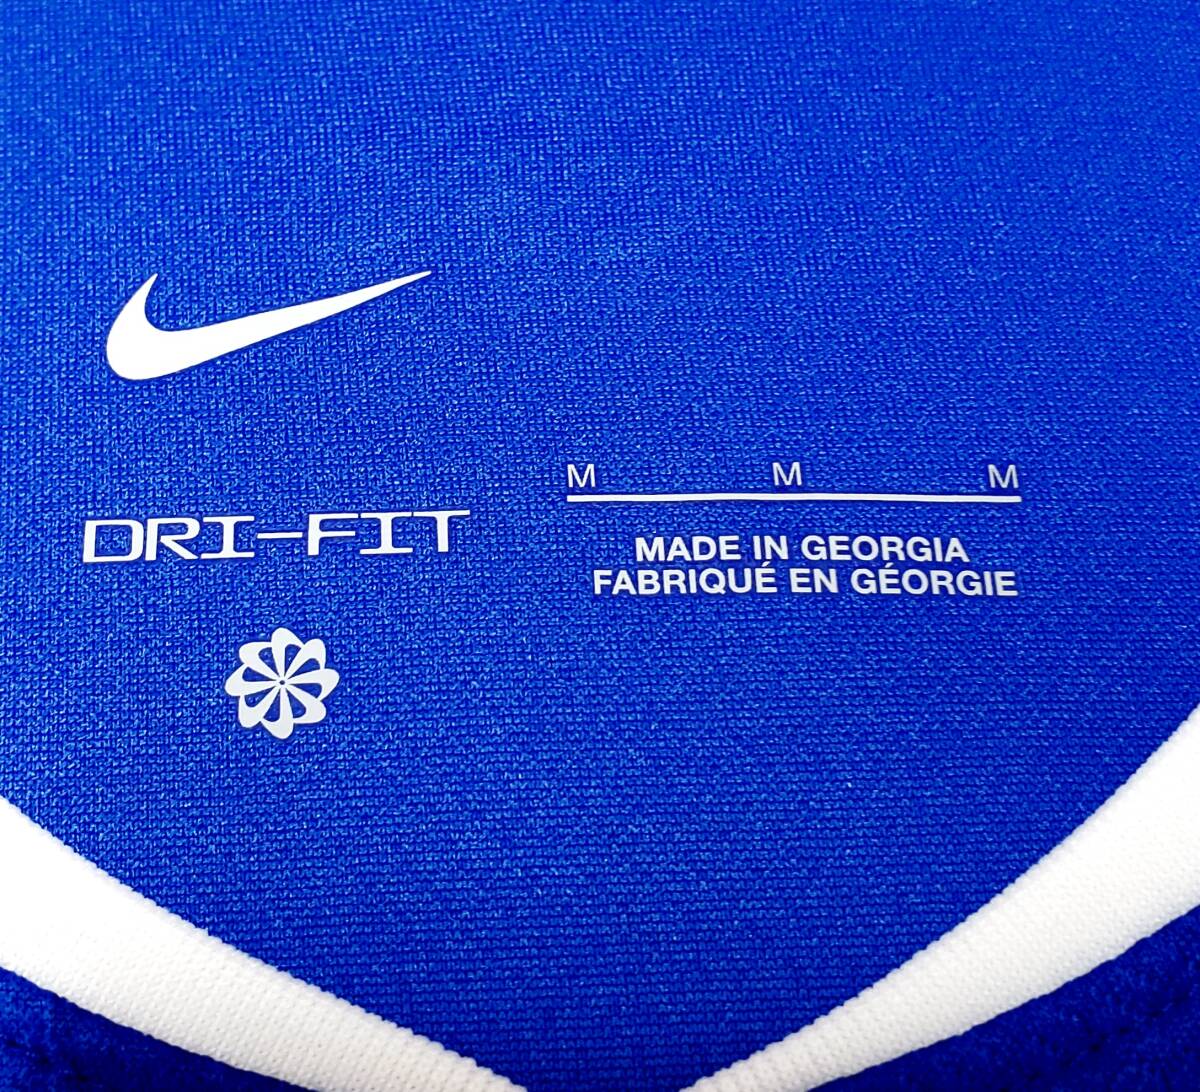 M M M
DRI-FIT
MADE IN GEORGIA
FABRIQUÉ EN GÉORGIE